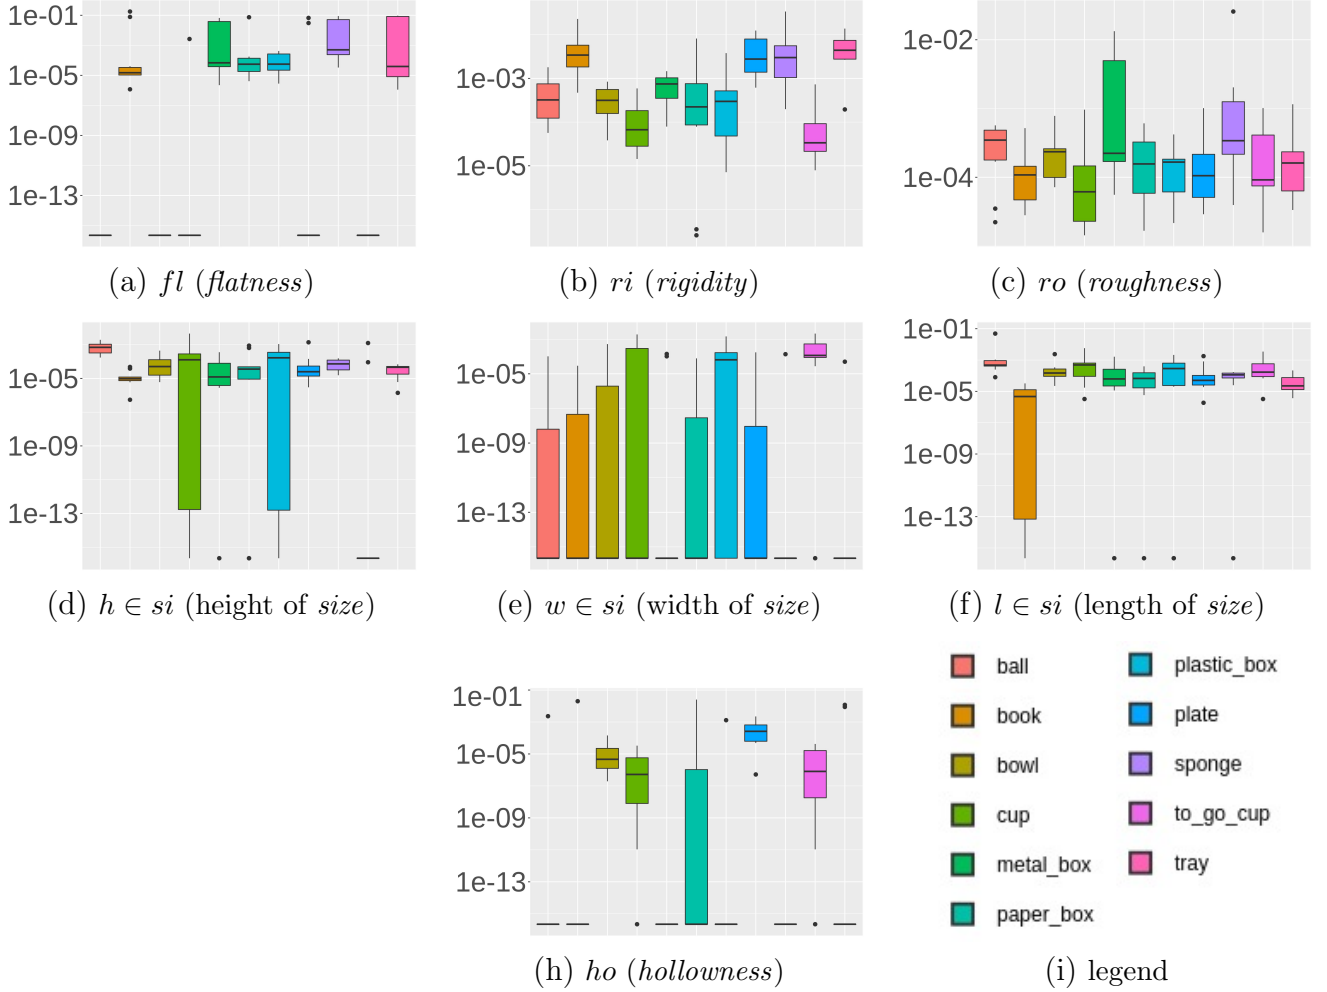 1e-01
1e-05
1e-09
1e-13
(a) fl (flatness)
1e-03
1e-05
(b) ri (rigidity)
1e-02
1e-04
(c) ro (roughness)
1e-05
1e-09
1e-13
(d) h ∈ si (height of size)
1e-05
1e-09
1e-13
(e) w ∈ si (width of size)
1e-01
1e-05
1e-09
1e-13
(f) l ∈ si (length of size)
1e-01
1e-05
1e-09
1e-13
(h) ho (hollowness)
ball
book
bowl
cup
metal_box
paper_box
plastic_box
plate
sponge
to_go_cup
tray
(i) legend